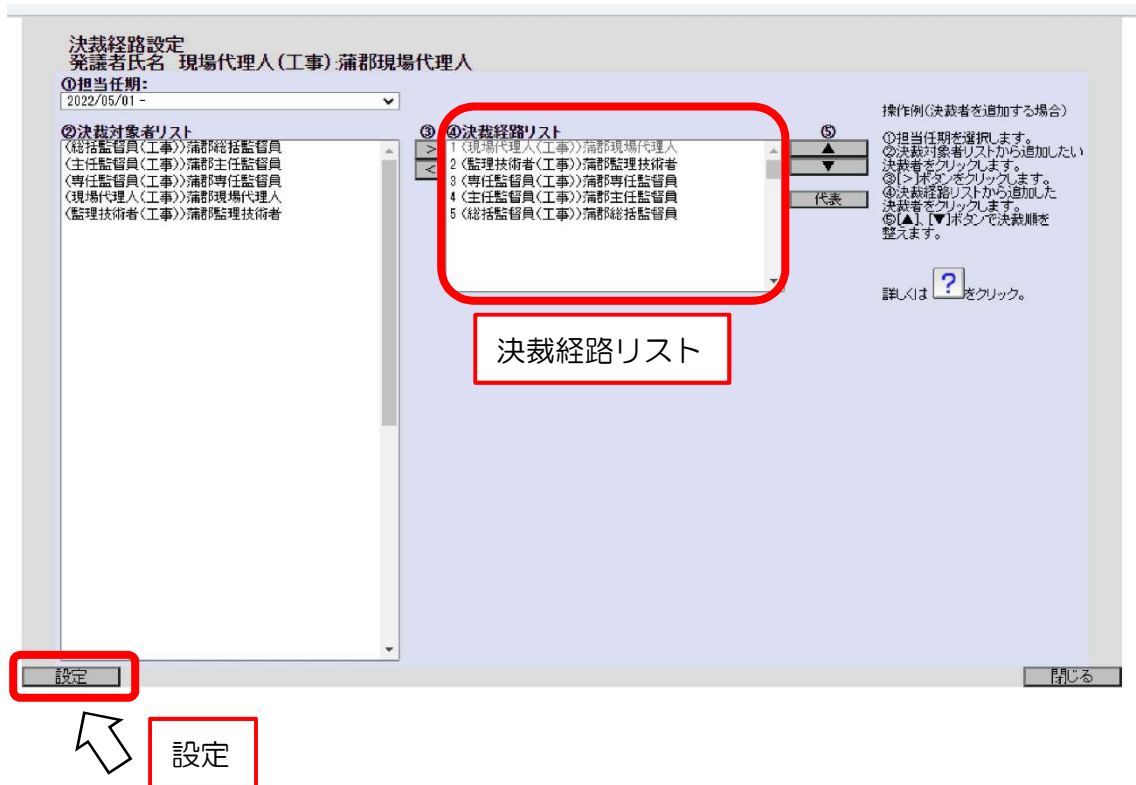 決裁経路設定
発議者氏名 現場代理人(工事):蒲郡現場代理人
①担当任期:
2022/05/01 -
②決裁対象者リスト
(総括監督員(工事))蒲郡総括監督員
(主任監督員(工事))蒲郡主任監督員
(専任監督員(工事))蒲郡専任監督員
(現場代理人(工事))蒲郡現場代理人
(監理技術者(工事))蒲郡監理技術者
③
>
<
④決裁経路リスト
1 (現場代理人(工事))蒲郡現場代理人
2 (監理技術者(工事))蒲郡監理技術者
3 (専任監督員(工事))蒲郡専任監督員
4 (主任監督員(工事))蒲郡主任監督員
5 (総括監督員(工事))蒲郡総括監督員
⑤
▲
▼
代表
操作例(決裁者を追加する場合)
①担当任期を選択します。
②決裁対象者リストから追加したい
決裁者をクリックします。
③[>]ボタンをクリックします。
④決裁経路リストから追加した
決裁者をクリックします。
⑤[▲]、[▼]ボタンで決裁順を
整えます。
詳しくは ? をクリック。
決裁経路リスト
設定
閉じる
設定